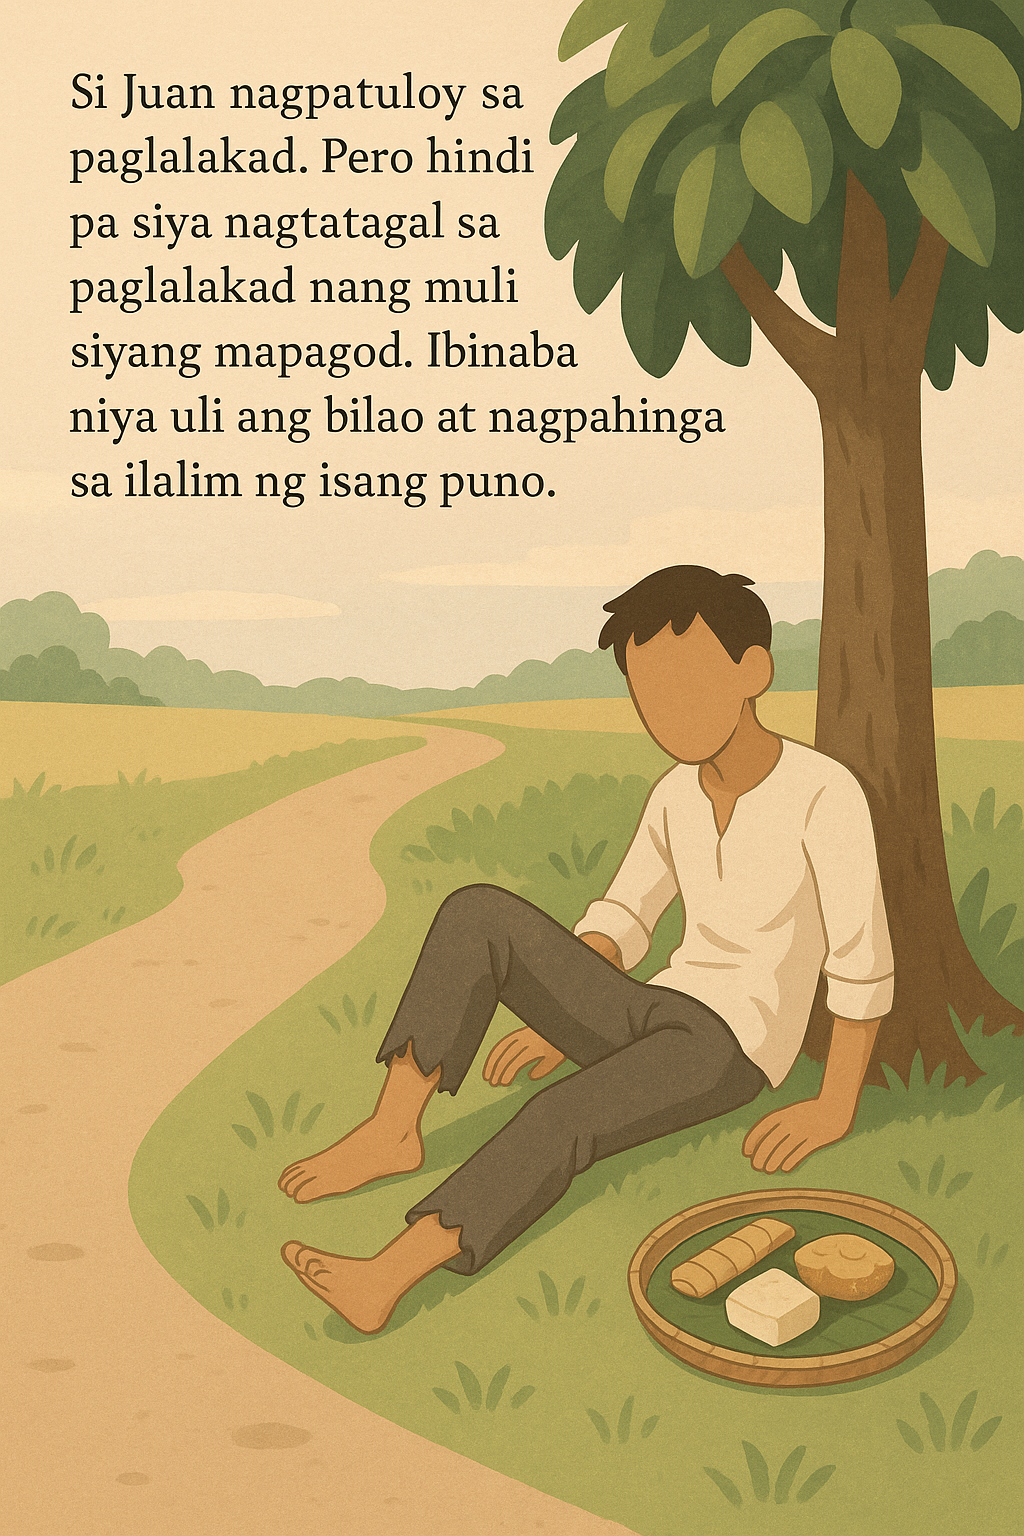 Si Juan nagpatuloy sa
paglalakad. Pero hindi
pa siya nagtatagal sa
paglalakad nang muli
siyang mapagod. Ibinaba
niya uli ang bilao at nagpahinga
sa ilalim ng isang puno.